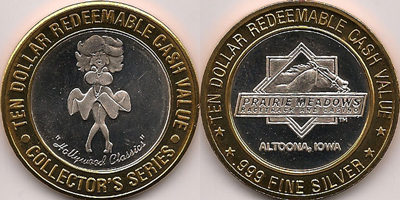 TEN DOLLAR REDEEMABLE CASH VALUE
"Hollywood Classics"
COLLECTOR'S SERIES
TEN DOLLAR REDEEMABLE CASH VALUE
PRAIRIE MEADOWS
RACETRACK AND CASINO
TM
ALTOONA, IOWA
.999 FINE SILVER